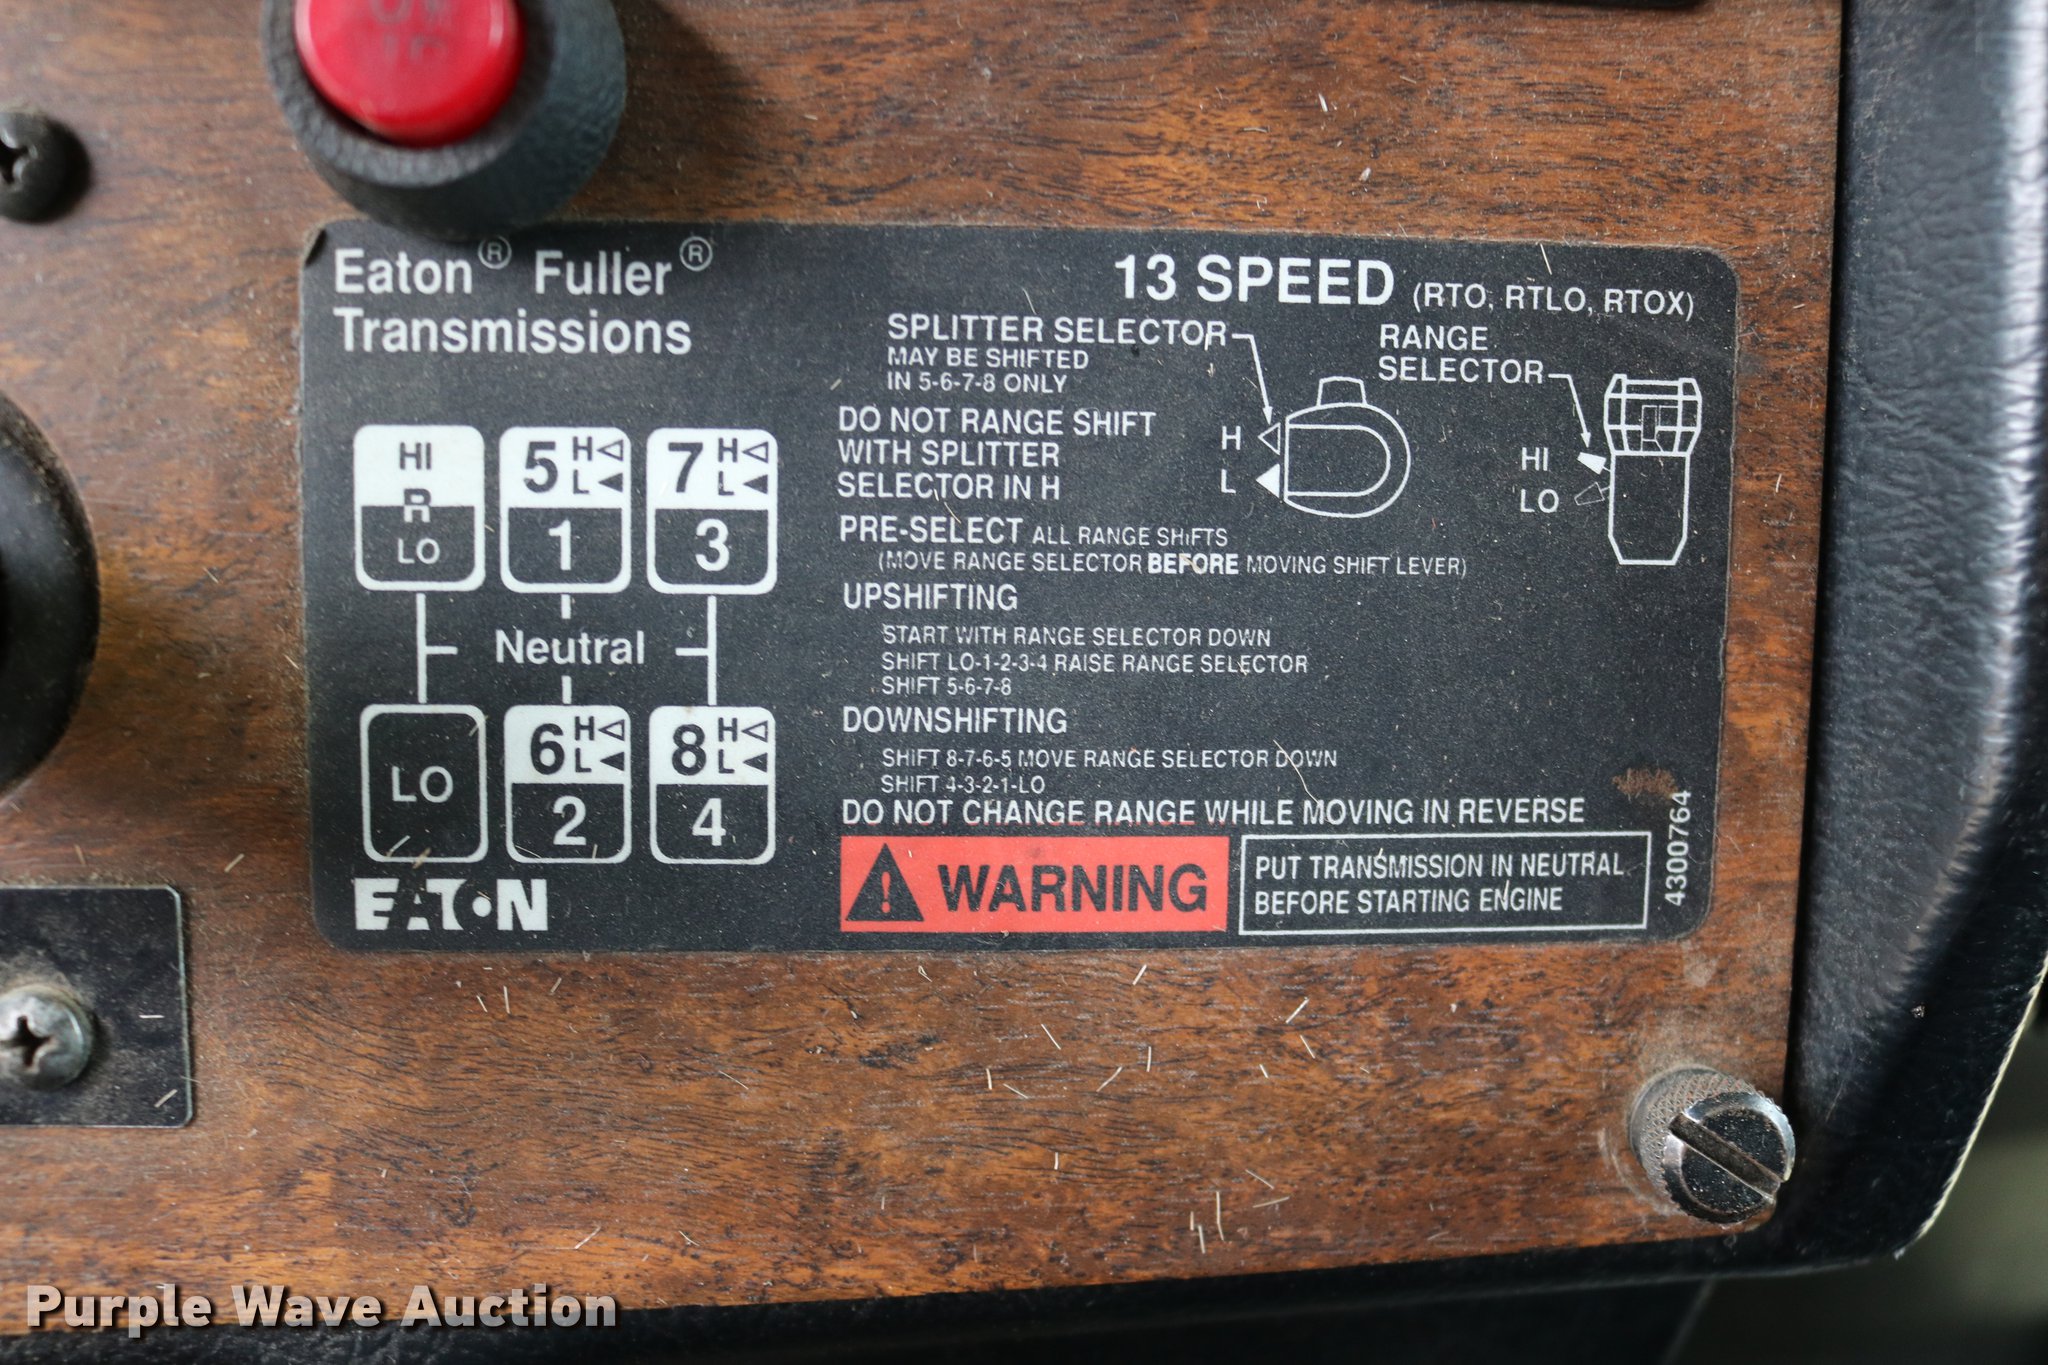 Eaton® Fuller®
Transmissions
13 SPEED (RTO, RTLO, RTOX)
SPLITTER SELECTOR
MAY BE SHIFTED
IN 5-6-7-8 ONLY
RANGE
SELECTOR
DO NOT RANGE SHIFT
WITH SPLITTER
SELECTOR IN H
H
L
HI
LO
PRE-SELECT ALL RANGE SHIFTS
(MOVE RANGE SELECTOR BEFORE MOVING SHIFT LEVER)
UPSHIFTING
START WITH RANGE SELECTOR DOWN
SHIFT LO-1-2-3-4 RAISE RANGE SELECTOR
SHIFT 5-6-7-8
DOWNSHIFTING
SHIFT 8-7-6-5 MOVE RANGE SELECTOR DOWN
SHIFT 4-3-2-1-LO
DO NOT CHANGE RANGE WHILE MOVING IN REVERSE
WARNING
PUT TRANSMISSION IN NEUTRAL
BEFORE STARTING ENGINE
4300764
HI
R
LO
5 H L
1
7 H L
3
Neutral
LO
6 H L
2
8 H L
4
EATON
Purple Wave Auction